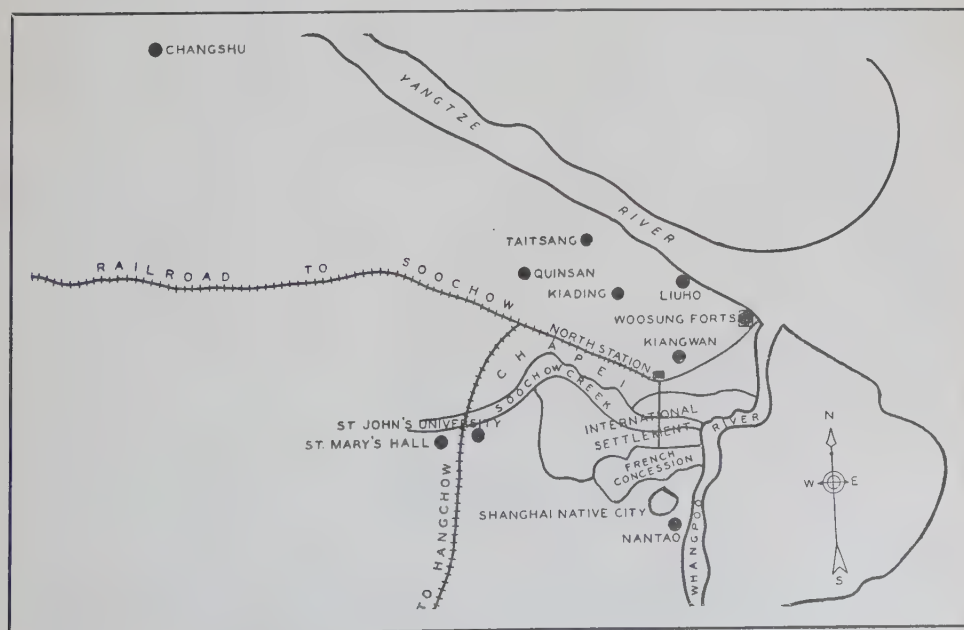 CHANGSHU
YANGTZE RIVER
TAITSANG
QUINSAN
KIADING
LIUHO
RAILROAD TO SOOCHOW
WOOSUNG FORTS
NORTH STATION
KIANGWAN
CHAPEI
SOOCHOW CREEK
ST JOHN'S UNIVERSITY
ST. MARY'S HALL
INTERNATIONAL
SETTLEMENT
FRENCH
CONCESSION
WHANGPOO RIVER
SHANGHAI NATIVE CITY
NANTAO
TO HANGCHOW
N
W E
S